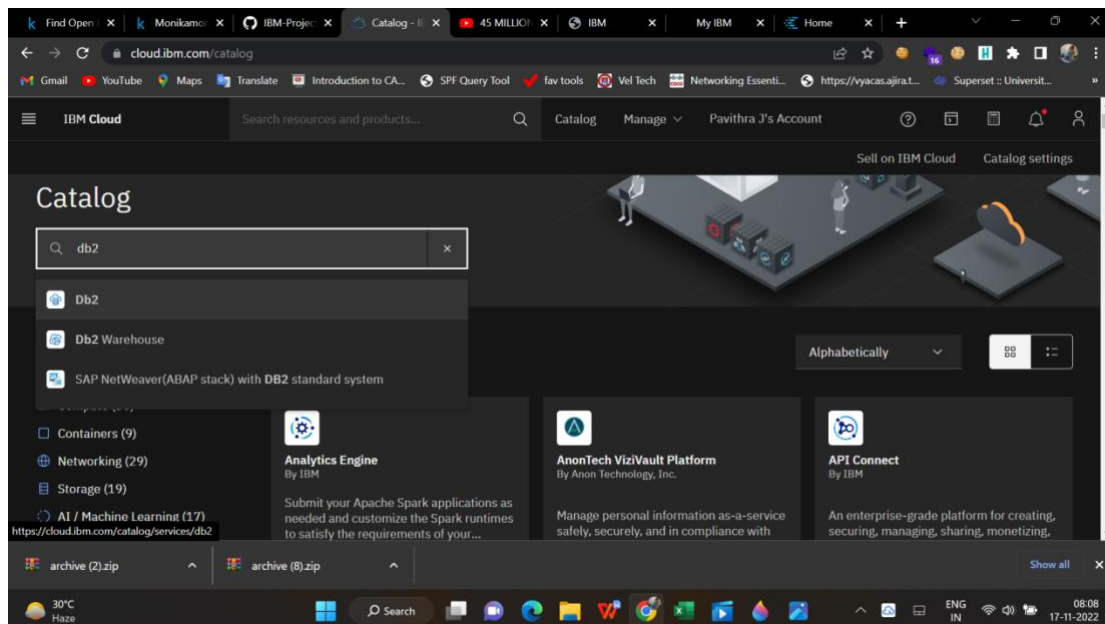 Find Open
Monikamo
IBM-Projec
Catalog - I
45 MILLION
IBM
My IBM
Home
cloud.ibm.com/catalog
16
Gmail
YouTube
Maps
Translate
Introduction to CA...
SPF Query Tool
fav tools
Vel Tech
Networking Essenti...
https://vyacas.ajira.t...
Superset :: Universit...
IBM Cloud
Search resources and products...
Catalog
Manage
Pavithra J's Account
Sell on IBM Cloud
Catalog settings
Catalog
db2
Db2
Db2 Warehouse
SAP NetWeaver(ABAP stack) with DB2 standard system
Alphabetically
Containers (9)
Networking (29)
Storage (19)
AI / Machine Learning (17)
Analytics Engine
By IBM
Submit your Apache Spark applications as
needed and customize the Spark runtimes
to satisfy the requirements of your...
AnonTech ViziVault Platform
By Anon Technology, Inc.
Manage personal information as-a-service
safely, securely, and in compliance with
API Connect
By IBM
An enterprise-grade platform for creating,
securing, managing, sharing, monetizing,
https://cloud.ibm.com/catalog/services/db2
archive (2).zip
archive (8).zip
Show all
30°C
Haze
Search
ENG
IN
08:08
17-11-2022